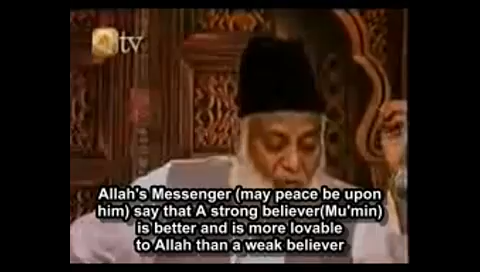 tv
Allah's Messenger (may peace be upon
him) say that A strong believer(Mu'min)
is better and is more lovable
to Allah than a weak believer